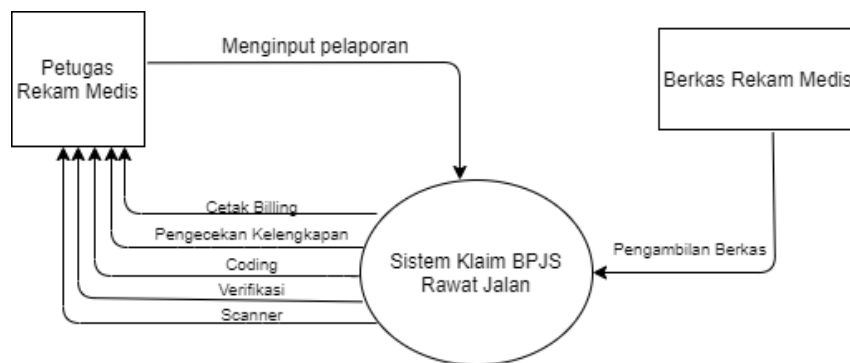 Menginput pelaporan
Petugas
Rekam Medis
Berkas Rekam Medis
Cetak Billing
Pengecekan Kelengkapan
Coding
Verifikasi
Scanner
Sistem Klaim BPJS
Rawat Jalan
Pengambilan Berkas